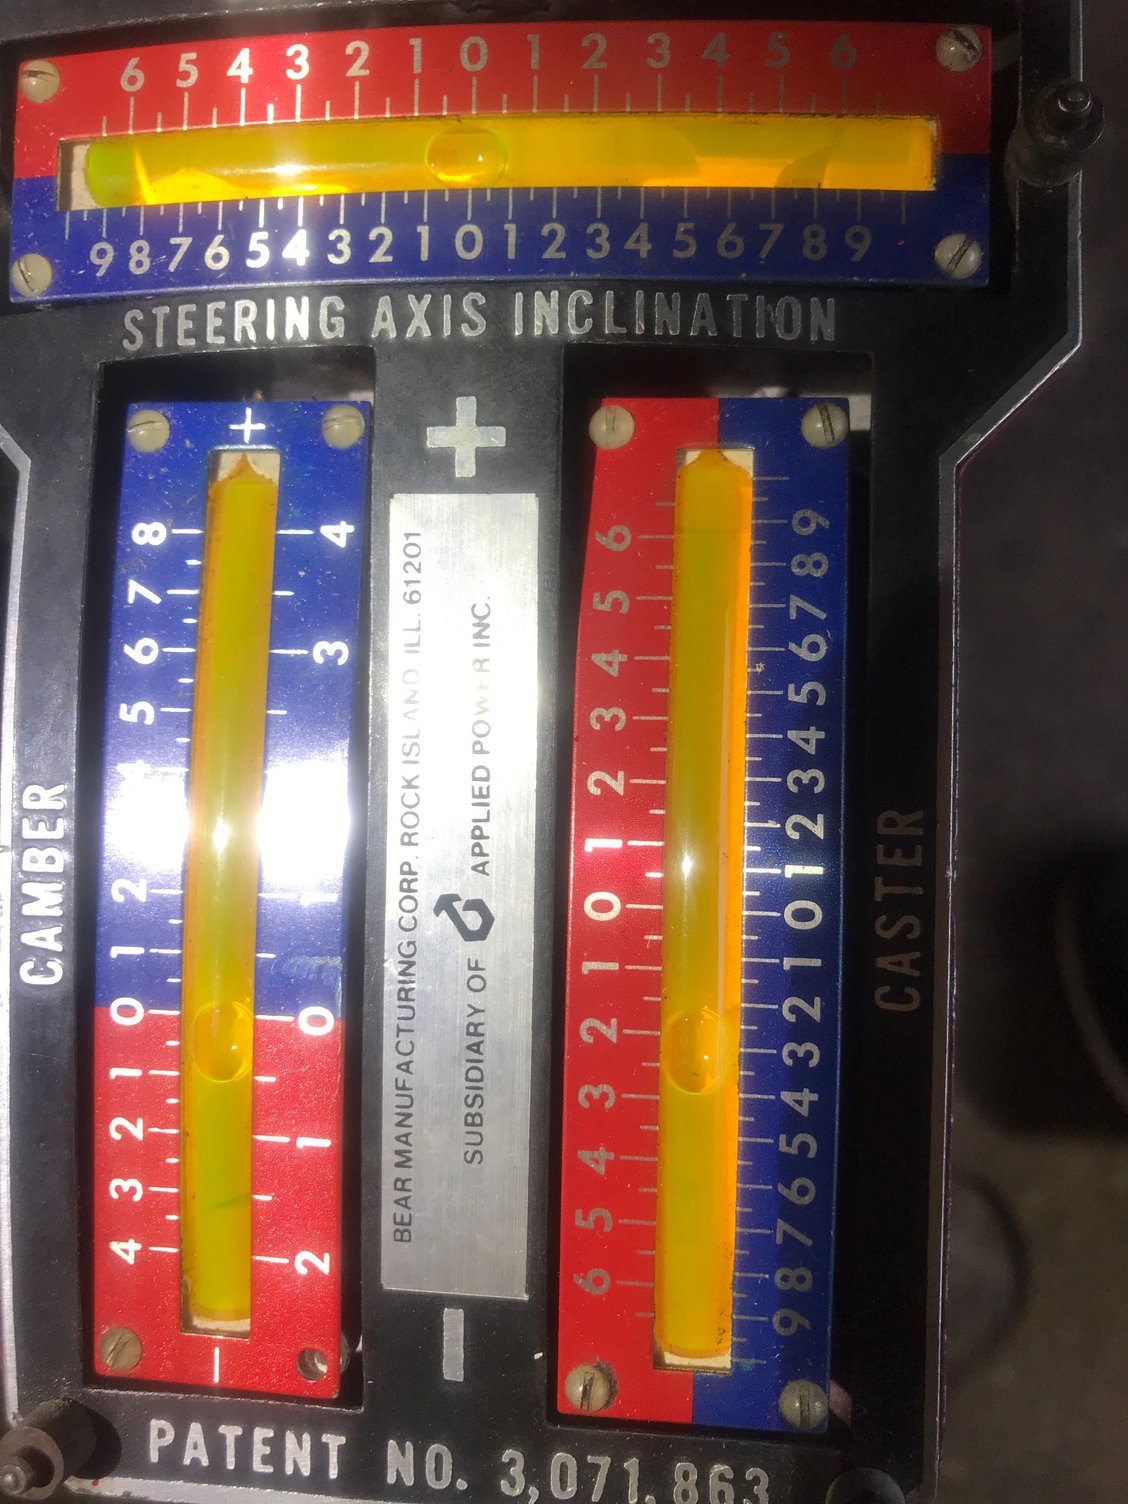 6 5 4 3 2 1 0 1 2 3 4 5 6
9 8 7 6 5 4 3 2 1 0 1 2 3 4 5 6 7 8 9
STEERING AXIS INCLINATION
CAMBER
+
8 7 6 5 4 2 1 0 1 2 3 4
4 3 1 0 1 2
−
+
BEAR MANUFACTURING CORP. ROCK ISLAND ILL. 61201
SUBSIDIARY OF APPLIED POWER INC.
−
6 5 4 3 2 1 0 1 2 3 4 5 6
9 8 7 6 5 4 3 2 1 0 1 2 3 4 5 6 7 8 9
CASTER
PATENT NO. 3,071,863